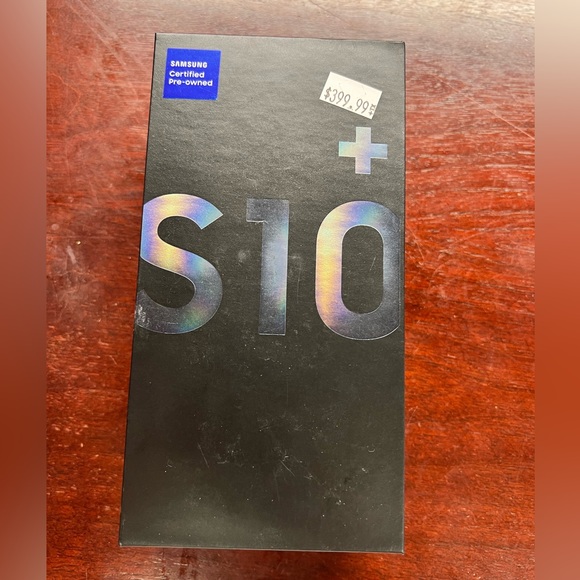 SAMSUNG
Certified
Pre-owned
$399.99
+
S10